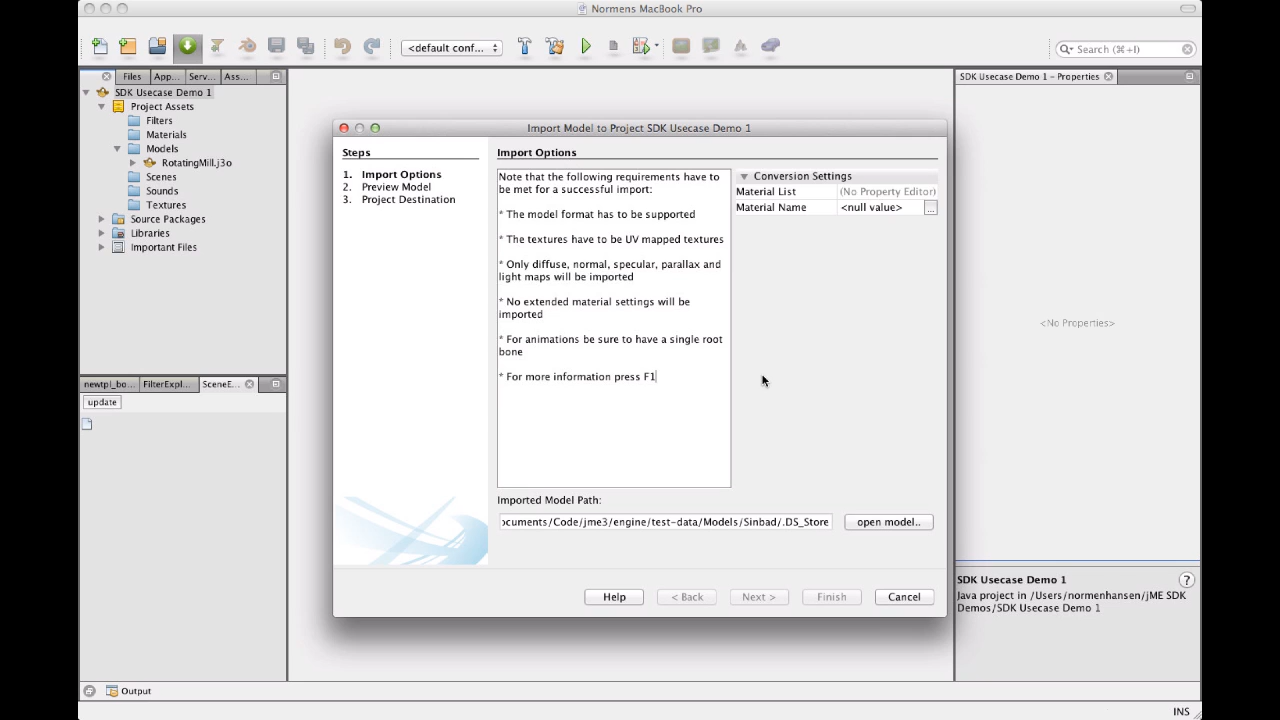 Normens MacBook Pro
<default conf...
Search (⌘+I)
Files
App...
Serv...
Ass...
SDK Usecase Demo 1
Project Assets
Filters
Materials
Models
RotatingMill.j3o
Scenes
Sounds
Textures
Source Packages
Libraries
Important Files
newtpl_bo...
FilterExpl...
SceneE...
update
Import Model to Project SDK Usecase Demo 1
Steps
1. Import Options
2. Preview Model
3. Project Destination
Import Options
Note that the following requirements have to
be met for a successful import:
* The model format has to be supported
* The textures have to be UV mapped textures
* Only diffuse, normal, specular, parallax and
light maps will be imported
* No extended material settings will be
imported
* For animations be sure to have a single root
bone
* For more information press F1
Conversion Settings
Material List (No Property Editor)
Material Name <null value> ...
Imported Model Path:
ocuments/Code/jme3/engine/test-data/Models/Sinbad/.DS_Store
open model..
Help
< Back
Next >
Finish
Cancel
SDK Usecase Demo 1 - Properties
<No Properties>
SDK Usecase Demo 1
?
Java project in /Users/normenhansen/jME SDK
Demos/SDK Usecase Demo 1
Output
INS